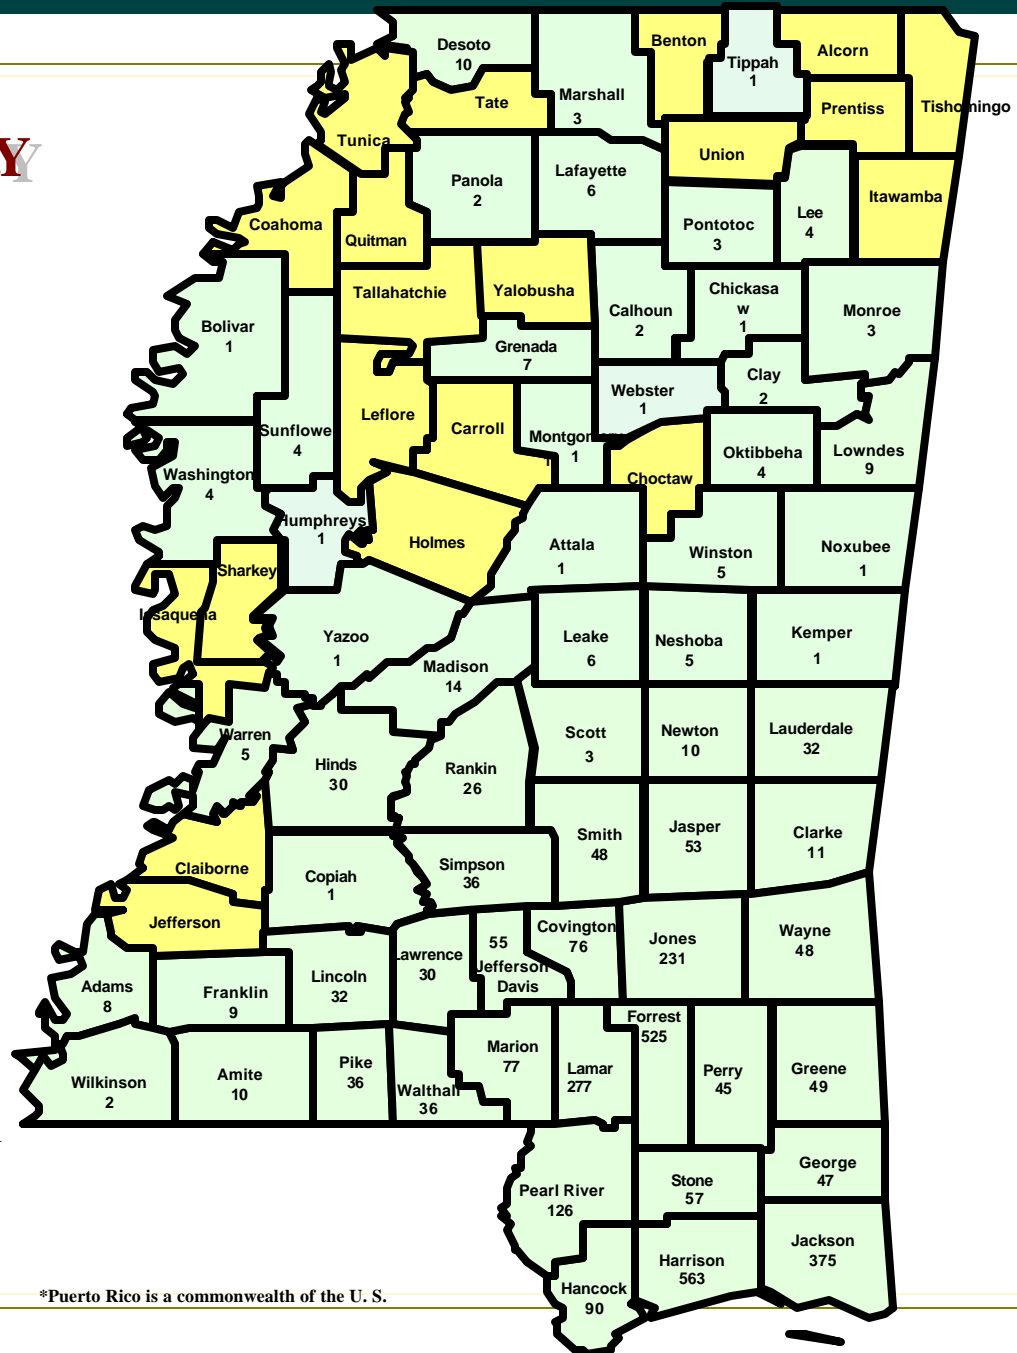 Y
Desoto
10
Marshall
3
Benton
Tippah
1
Alcorn
Tishomingo
Prentiss
Tate
Tunica
Panola
2
Lafayette
6
Union
Pontotoc
3
Lee
4
Itawamba
Coahoma
Quitman
Tallahatchie
Yalobusha
Calhoun
2
Chickasa
w
1
Monroe
3
Bolivar
1
Grenada
7
Webster
1
Clay
2
Leflore
Carroll
Sunflowe
4
Montgom
1
1
Choctaw
Oktibbeha
4
Lowndes
9
Washington
4
Humphreys
1
Holmes
Attala
1
Winston
5
Noxubee
1
Sharkey
Issaquena
Yazoo
1
Madison
14
Leake
6
Neshoba
5
Kemper
1
Warren
5
Hinds
30
Rankin
26
Scott
3
Newton
10
Lauderdale
32
Smith
48
Jasper
53
Clarke
11
Claiborne
Copiah
1
Simpson
36
Jefferson
Lawrence
30
55
Jefferson
Davis
Covington
76
Jones
231
Wayne
48
Adams
8
Franklin
9
Lincoln
32
Wilkinson
2
Amite
10
Pike
36
Walthall
36
Marion
77
Lamar
277
Forrest
525
Perry
45
Greene
49
Pearl River
126
Stone
57
George
47
Hancock
90
Harrison
563
Jackson
375
*Puerto Rico is a commonwealth of the U. S.